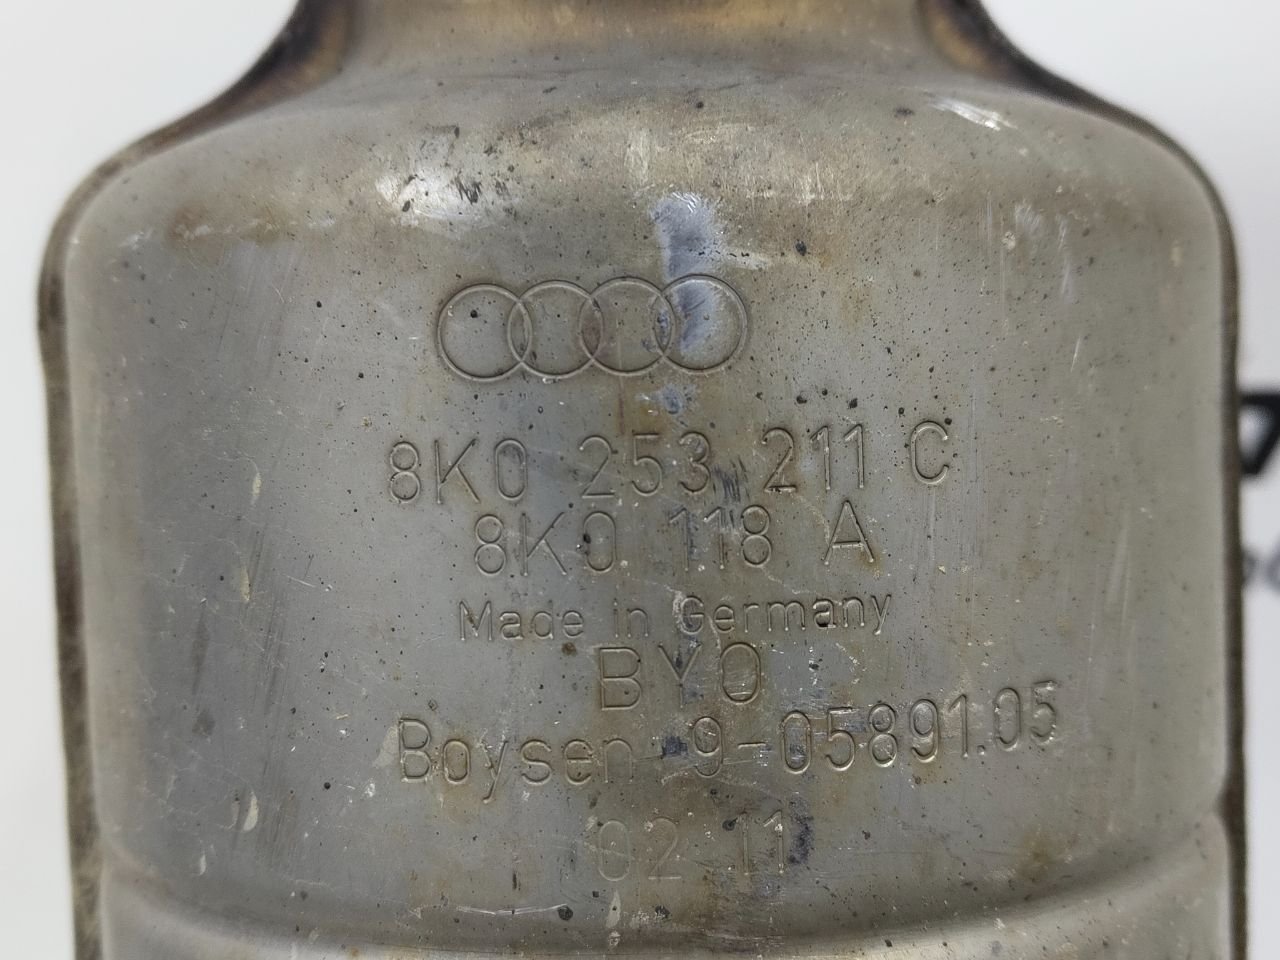 8K0 253 211 C
8K0 118 A
Made in Germany
BYO
Boysen 9-05891.05
02 11